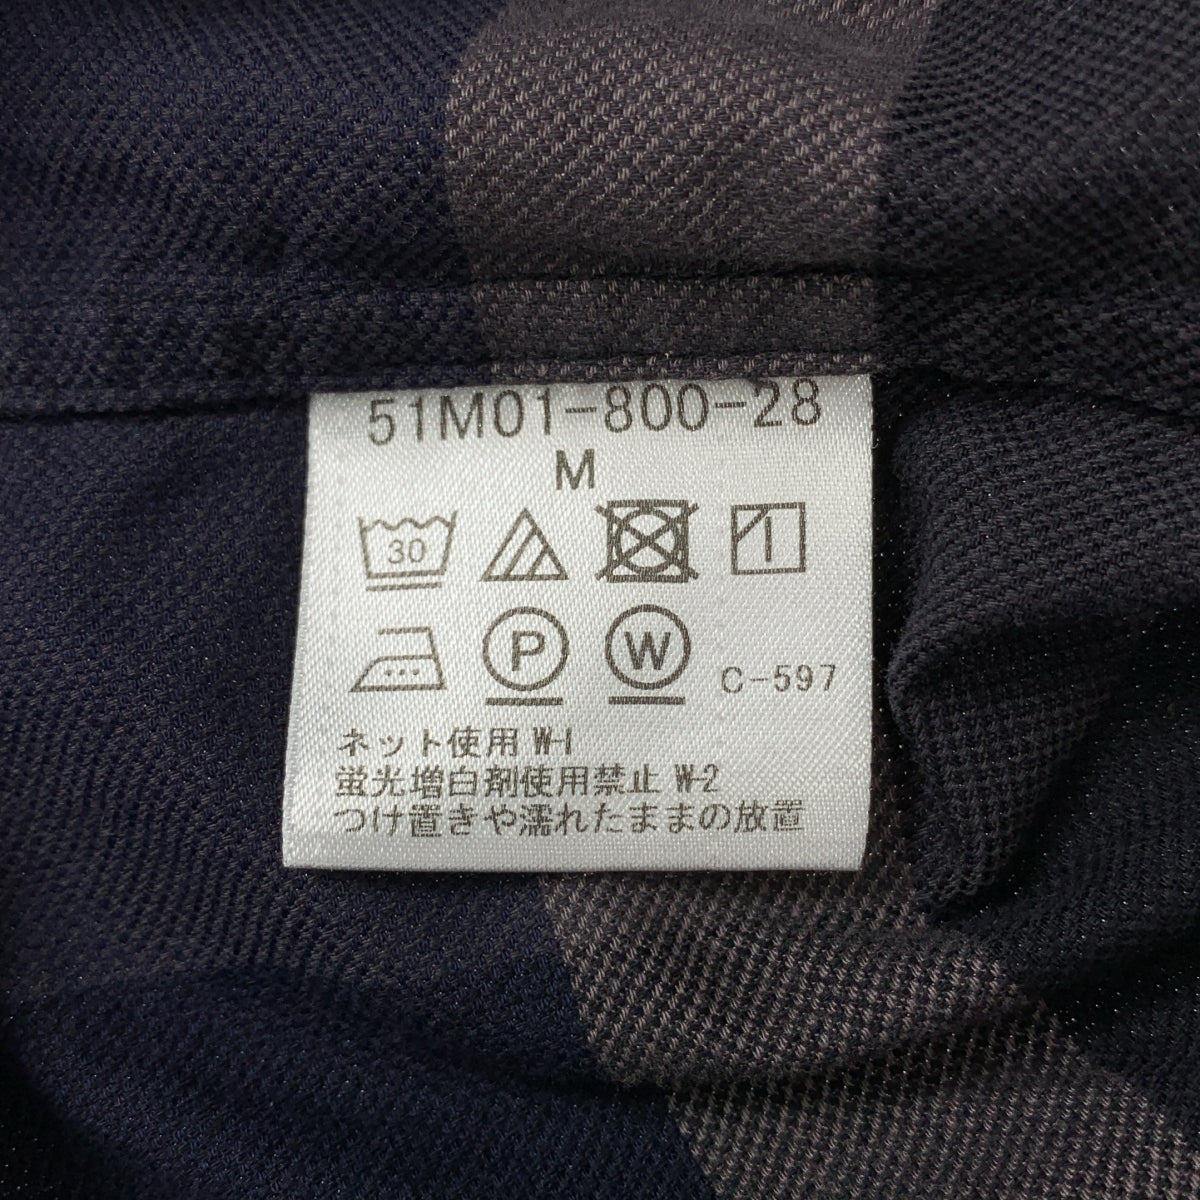 51M01-800-28
M
30
P W C-597
ネット使用 W-1
蛍光増白剤使用禁止 W-2
つけ置きや濡れたままの放置